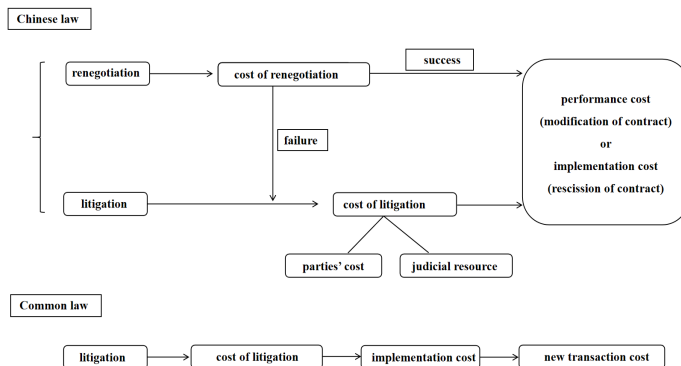 Chinese law
renegotiation
cost of renegotiation
success
performance cost
(modification of contract)
or
implementation cost
(rescission of contract)
failure
litigation
cost of litigation
parties' cost
judicial resource
Common law
litigation
cost of litigation
implementation cost
new transaction cost